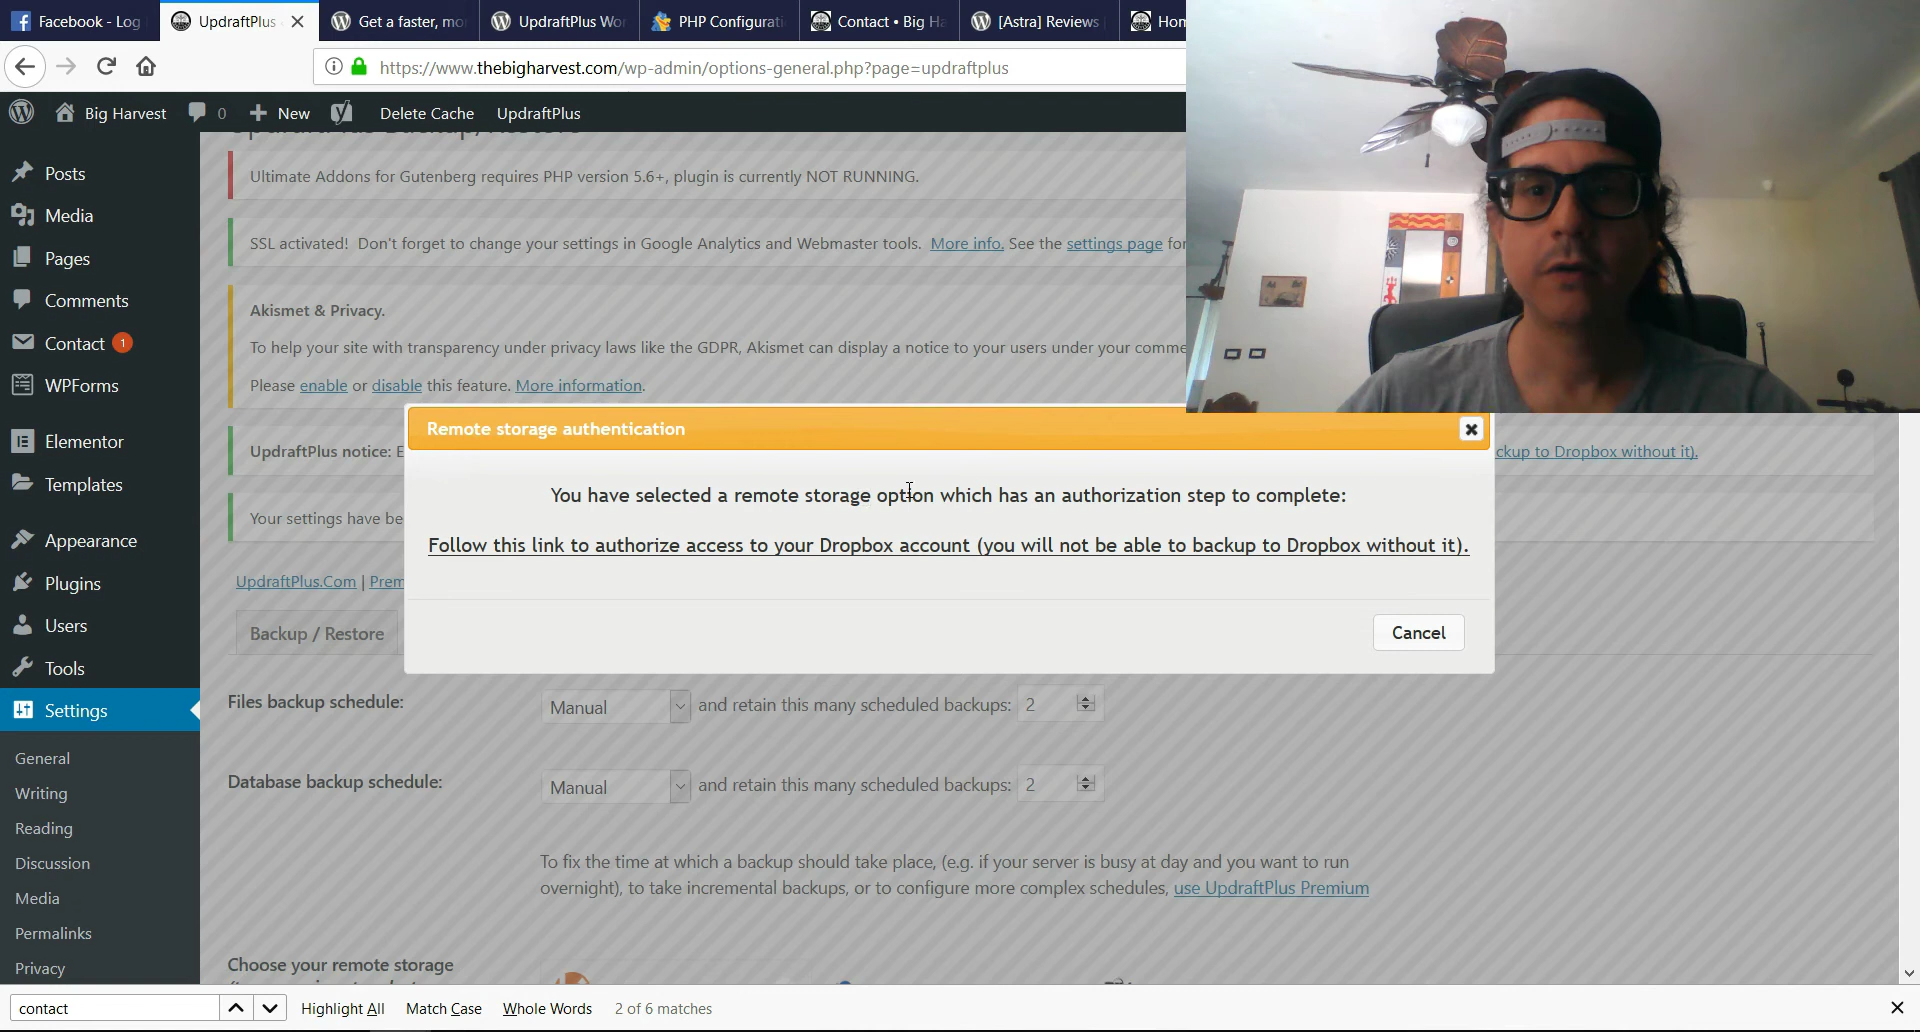 Facebook - Log
UpdraftPlus
Get a faster, mo
UpdraftPlus Wor
PHP Configurati
Contact • Big Ha
[Astra] Reviews
Hom
https://www.thebigharvest.com/wp-admin/options-general.php?page=updraftplus
Big Harvest
0
New
Delete Cache
UpdraftPlus
Posts
Media
Pages
Comments
Contact 1
WPForms
Elementor
Templates
Appearance
Plugins
Users
Tools
Settings
General
Writing
Reading
Discussion
Media
Permalinks
Privacy
Ultimate Addons for Gutenberg requires PHP version 5.6+, plugin is currently NOT RUNNING.
SSL activated! Don't forget to change your settings in Google Analytics and Webmaster tools. More info. See the settings page for
Akismet & Privacy.
To help your site with transparency under privacy laws like the GDPR, Akismet can display a notice to your users under your comme
Please enable or disable this feature. More information.
UpdraftPlus notice:
ckup to Dropbox without it).
Your settings have be
UpdraftPlus.Com | Prem
Backup / Restore
Remote storage authentication
You have selected a remote storage option which has an authorization step to complete:
Follow this link to authorize access to your Dropbox account (you will not be able to backup to Dropbox without it).
Cancel
Files backup schedule:
Manual
and retain this many scheduled backups: 2
Database backup schedule:
Manual
and retain this many scheduled backups: 2
To fix the time at which a backup should take place, (e.g. if your server is busy at day and you want to run
overnight), to take incremental backups, or to configure more complex schedules, use UpdraftPlus Premium
Choose your remote storage
contact
Highlight All
Match Case
Whole Words
2 of 6 matches